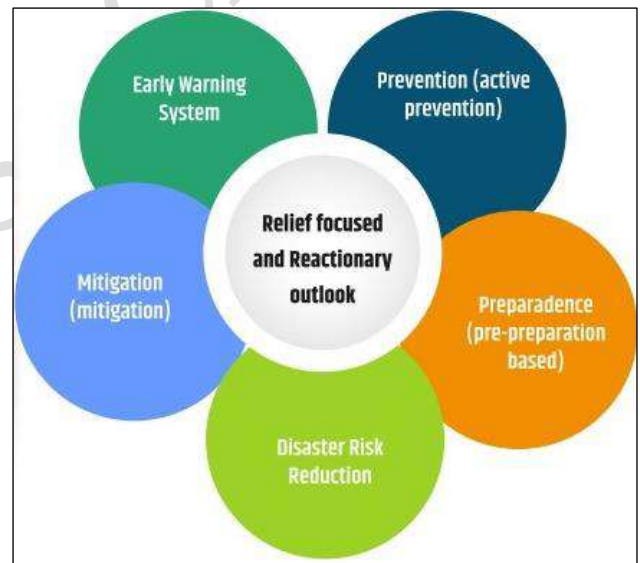 Early Warning
System
Prevention (active
prevention)
Relief focused
and Reactionary
outlook
Mitigation
(mitigation)
Preparadence
(pre-preparation
based)
Disaster Risk
Reduction